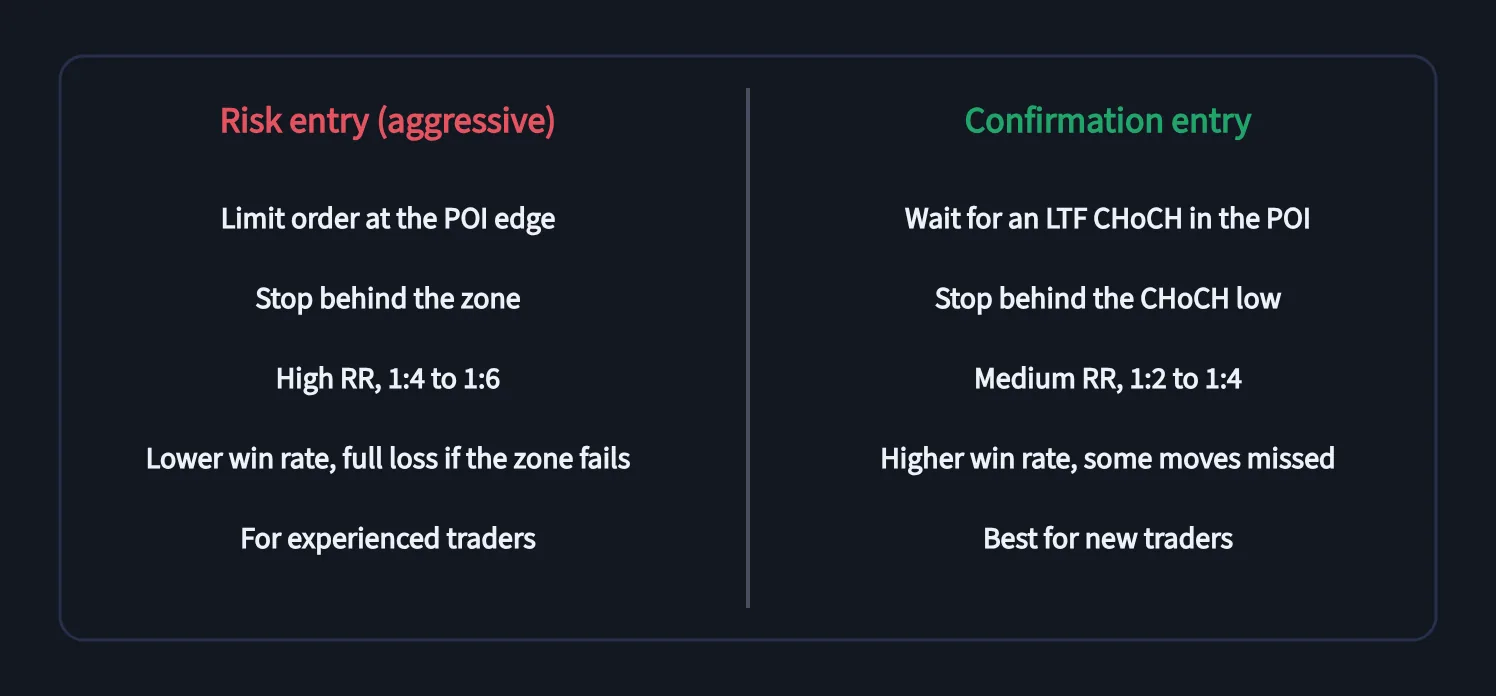 Risk entry (aggressive)
Limit order at the POI edge
Stop behind the zone
High RR, 1:4 to 1:6
Lower win rate, full loss if the zone fails
For experienced traders
Confirmation entry
Wait for an LTF CHoCH in the POI
Stop behind the CHoCH low
Medium RR, 1:2 to 1:4
Higher win rate, some moves missed
Best for new traders